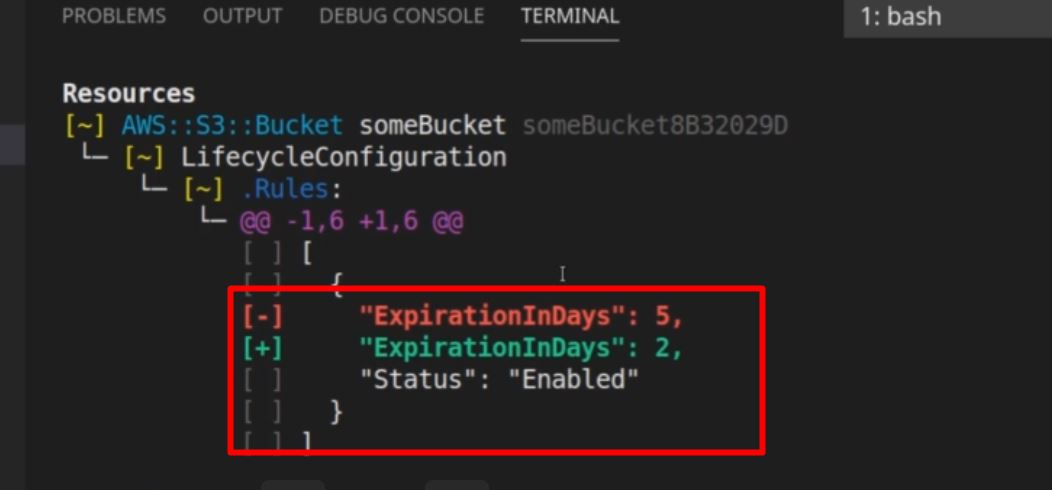 PROBLEMS OUTPUT DEBUG CONSOLE TERMINAL 1: bash
Resources
[~] AWS::S3::Bucket someBucket someBucket8B32029D
└─ [~] LifecycleConfiguration
└─ [~] .Rules:
└─ @@ -1,6 +1,6 @@
[ ] [
[ ] {
[-] "ExpirationInDays": 5,
[+] "ExpirationInDays": 2,
[ ] "Status": "Enabled"
[ ] }
[ ] ]